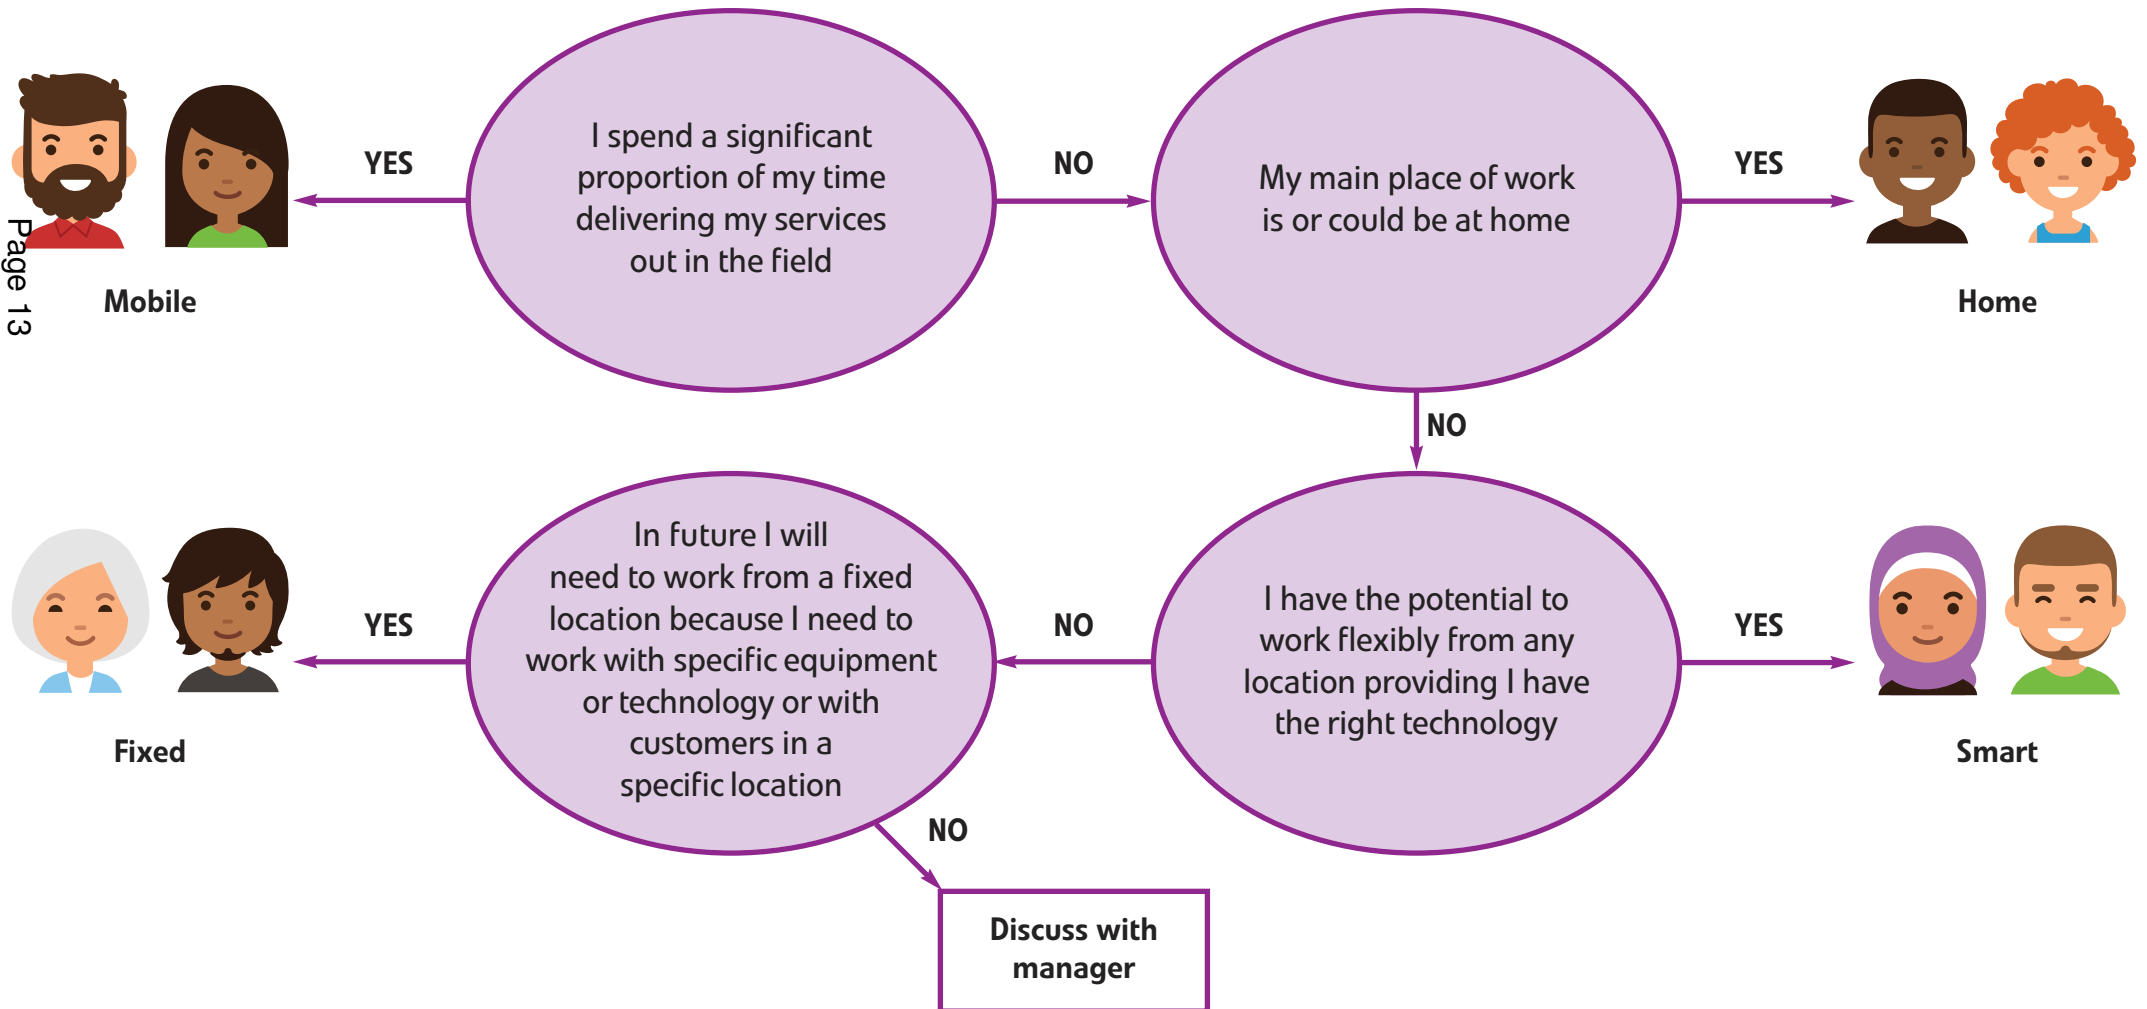 I spend a significant
proportion of my time
delivering my services
out in the field
YES
NO
Mobile
My main place of work
is or could be at home
YES
NO
Home
I have the potential to
work flexibly from any
location providing I have
the right technology
YES
NO
Smart
In future I will
need to work from a fixed
location because I need to
work with specific equipment
or technology or with
customers in a
specific location
YES
NO
Fixed
Discuss with
manager
Page 13